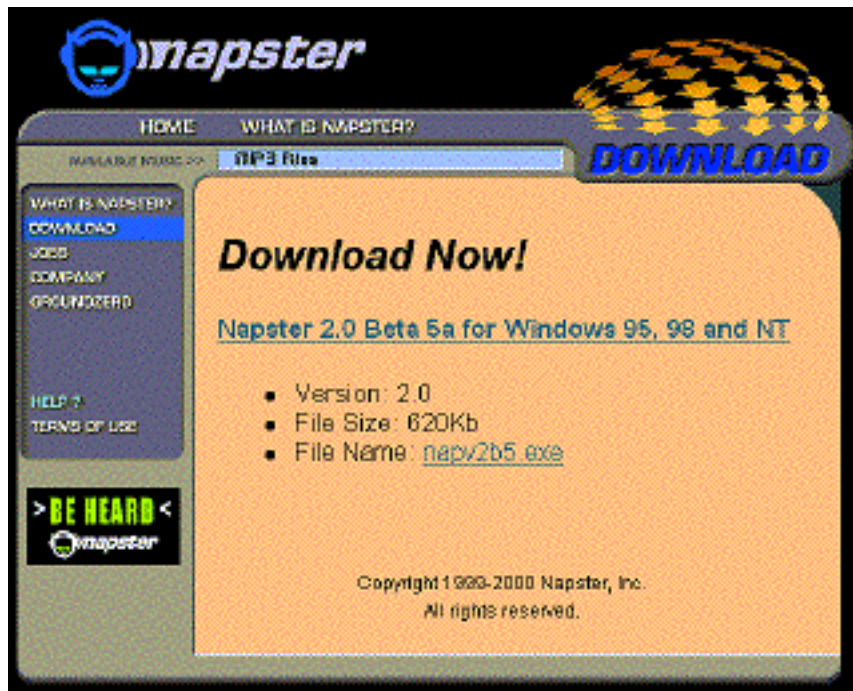 napster
HOME WHAT IS NAPSTER?
AVAILABLE MUSIC >> MP3 Files
DOWNLOAD
WHAT IS NAPSTER?
DOWNLOAD
JOBS
COMPANY
GROUNDZERO
HELP ?
TERMS OF USE
>BE HEARD<
napster
Download Now!
Napster 2.0 Beta 5a for Windows 95, 98 and NT
Version: 2.0
File Size: 620Kb
File Name: napv2b5.exe
Copyright 1999-2000 Napster, Inc.
All rights reserved.